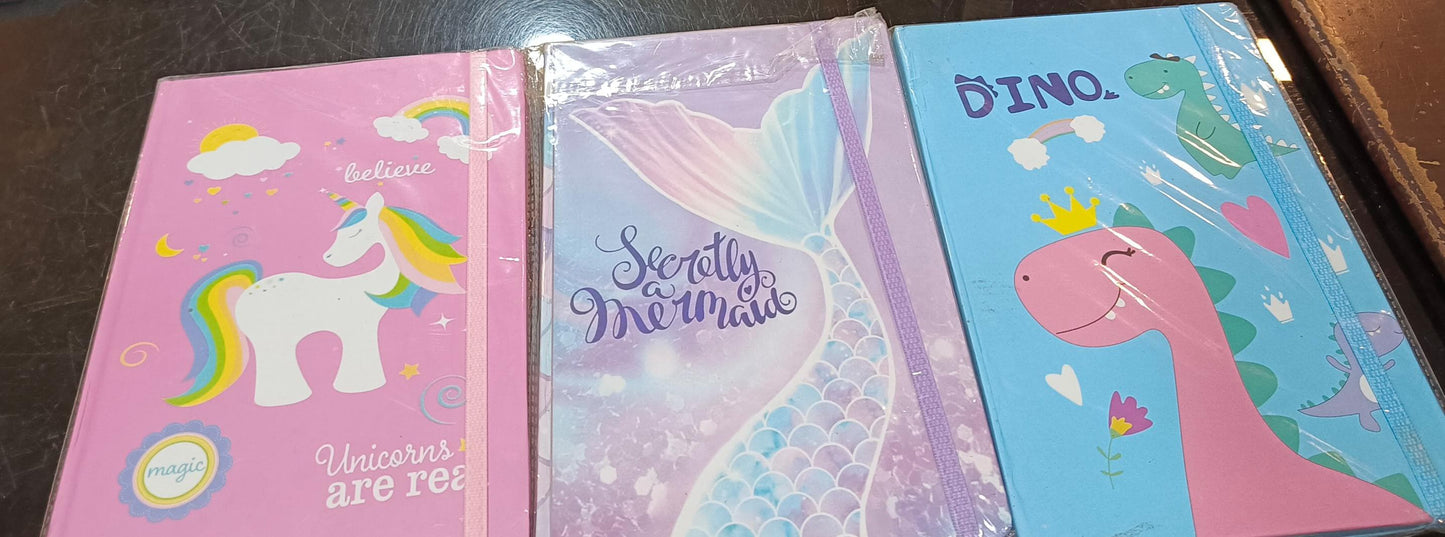 believe
magic
Unicorns
are rea
Secretly
a
Mermaid
DINO